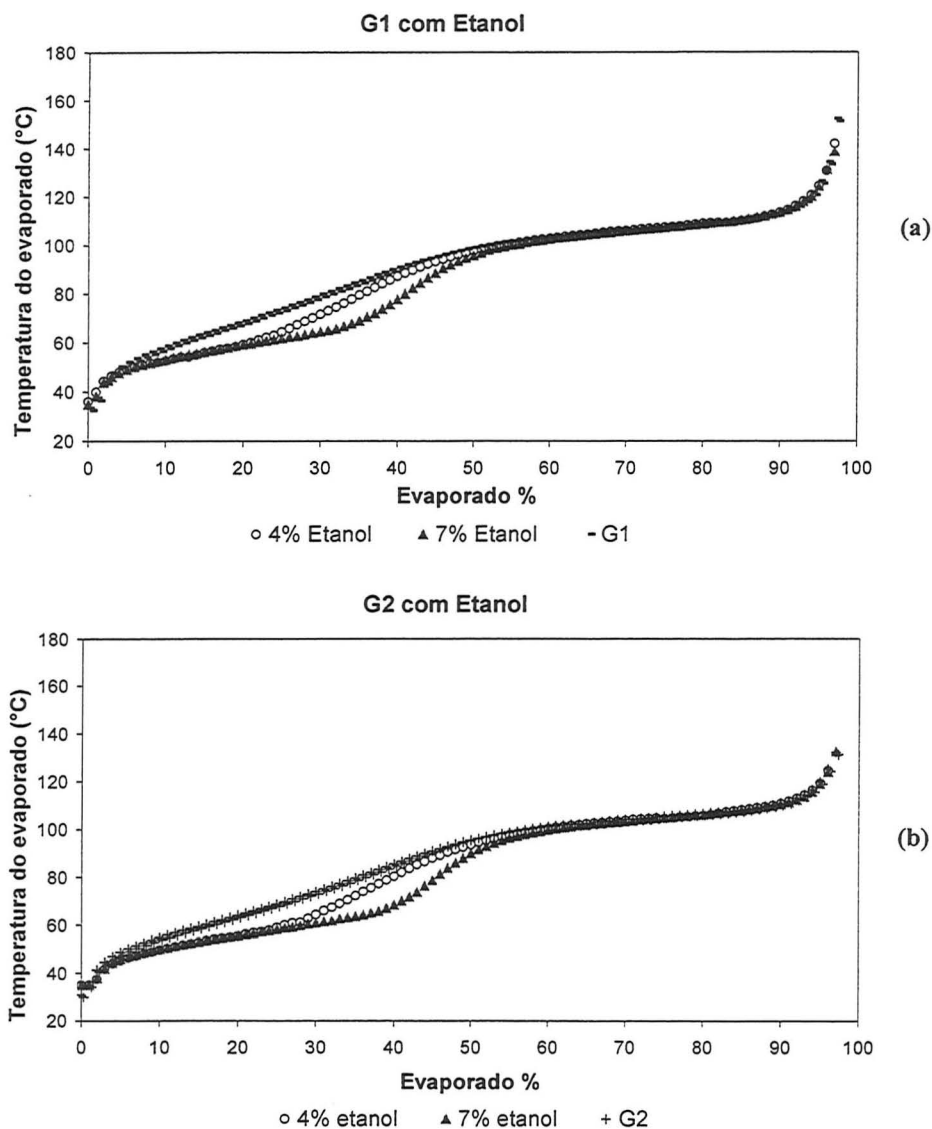 G1 com Etanol
180
160
140
120
100
80
60
40
20
Temperatura do evaporado (°C)
0 10 20 30 40 50 60 70 80 90 100
Evaporado %
4% Etanol 7% Etanol G1
(a)
G2 com Etanol
180
160
140
120
100
80
60
40
20
Temperatura do evaporado (°C)
0 10 20 30 40 50 60 70 80 90 100
Evaporado %
4% etanol 7% etanol G2
(b)